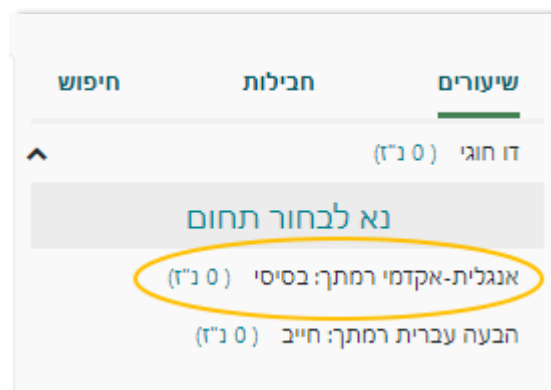 שיעורים חבילות חיפוש
דו חוגי ( 0 נ"ז)
נא לבחור תחום
אנגלית-אקדמי רמתך: בסיסי ( 0 נ"ז)
הבעה עברית רמתך: חייב ( 0 נ"ז)